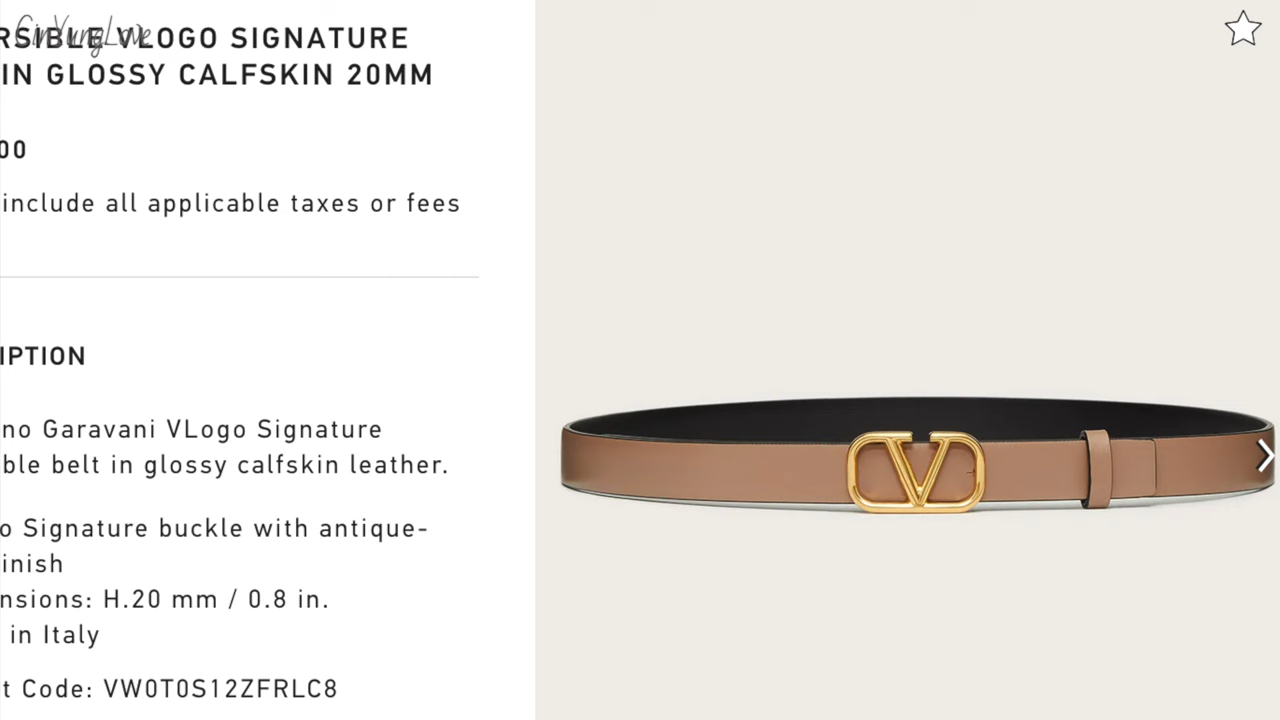 CinYungLove
RSIBLE VLOGO SIGNATURE
IN GLOSSY CALFSKIN 20MM
00
include all applicable taxes or fees
IPTION
no Garavani VLogo Signature
ble belt in glossy calfskin leather.
o Signature buckle with antique-
inish
nsions: H.20 mm / 0.8 in.
in Italy
t Code: VW0T0S12ZFRLC8